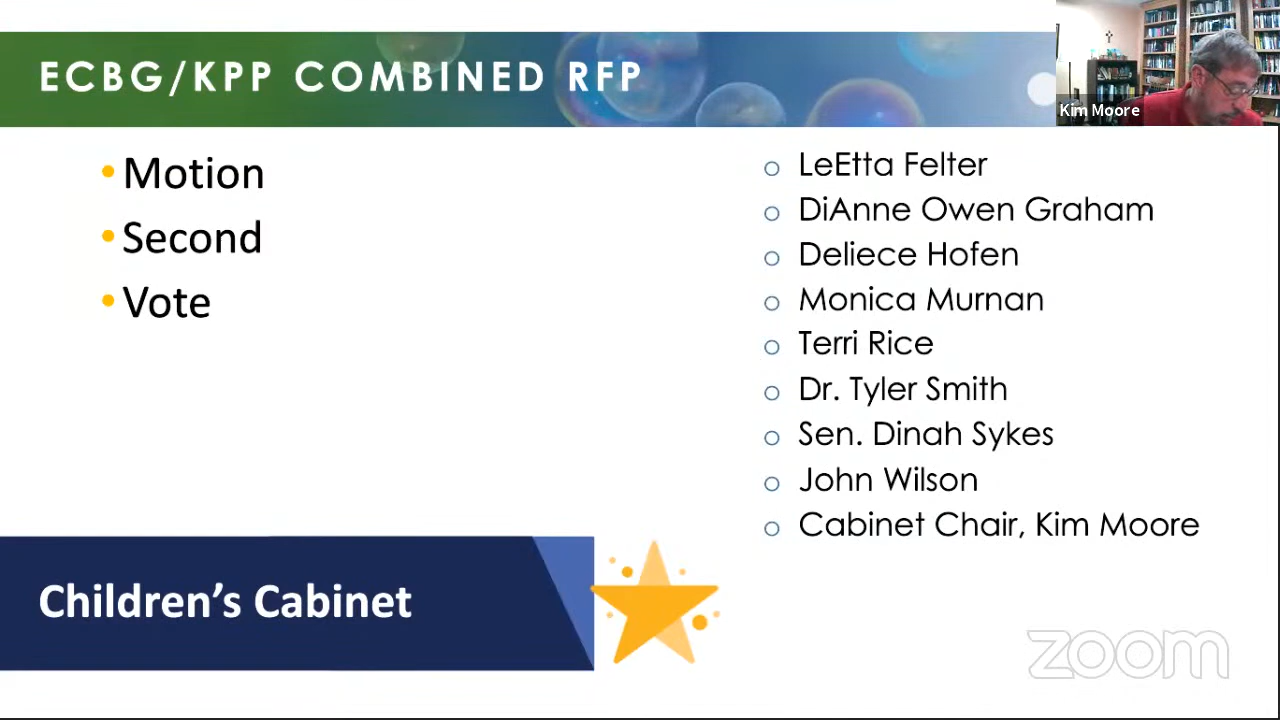 ECBG/KPP COMBINED RFP
Kim Moore
Motion
Second
Vote
LeEtta Felter
DiAnne Owen Graham
Deliece Hofen
Monica Murnan
Terri Rice
Dr. Tyler Smith
Sen. Dinah Sykes
John Wilson
Cabinet Chair, Kim Moore
Children's Cabinet
zoom